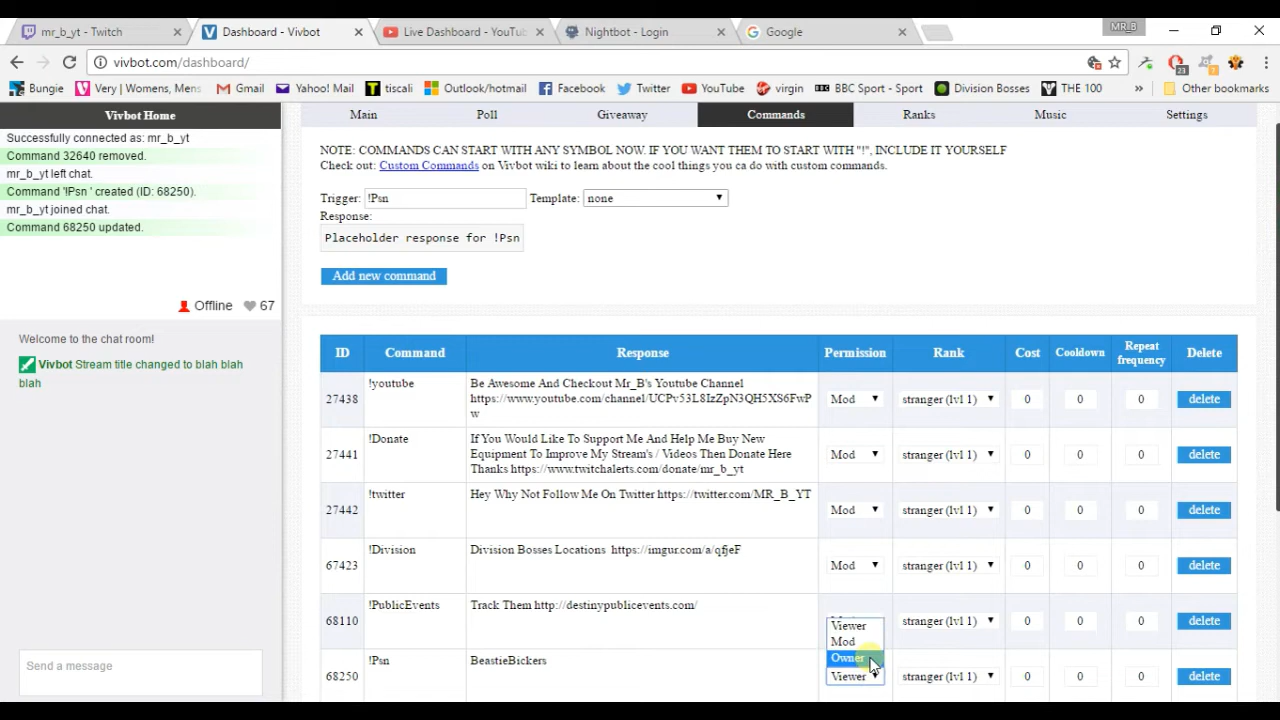 mr_b_yt - Twitch
Dashboard - Vivbot
Live Dashboard - YouTu
Nightbot - Login
Google
MR_B
vivbot.com/dashboard/
23
Bungie
Very | Womens, Mens
Gmail
Yahoo! Mail
tiscali
Outlook/hotmail
Facebook
Twitter
YouTube
virgin
BBC Sport - Sport
Division Bosses
THE 100
»
Other bookmarks
Vivbot Home
Successfully connected as: mr_b_yt
Command 32640 removed.
mr_b_yt left chat.
Command '!Psn ' created (ID: 68250).
mr_b_yt joined chat.
Command 68250 updated.
Offline 67
Welcome to the chat room!
Vivbot Stream title changed to blah blah
blah
Send a message
Main
Poll
Giveaway
Commands
Ranks
Music
Settings
NOTE: COMMANDS CAN START WITH ANY SYMBOL NOW. IF YOU WANT THEM TO START WITH "!", INCLUDE IT YOURSELF
Check out: Custom Commands on Vivbot wiki to learn about the cool things you ca do with custom commands.
Trigger: !Psn Template: none
Response:
Placeholder response for !Psn
Add new command
ID Command Response Permission Rank Cost Cooldown Repeat
frequency Delete
!youtube Be Awesome And Checkout Mr_B's Youtube Channel
27438 https://www.youtube.com/channel/UCPv53L8IzZpN3QH5XS6FwP Mod stranger (lvl 1) 0 0 0 delete
w
!Donate If You Would Like To Support Me And Help Me Buy New
27441 Equipment To Improve My Stream's / Videos Then Donate Here Mod stranger (lvl 1) 0 0 0 delete
Thanks https://www.twitchalerts.com/donate/mr_b_yt
!twitter Hey Why Not Follow Me On Twitter https://twitter.com/MR_B_YT
27442 Mod stranger (lvl 1) 0 0 0 delete
!Division Division Bosses Locations https://imgur.com/a/qfjeF
67423 Mod stranger (lvl 1) 0 0 0 delete
!PublicEvents Track Them http://destinypublicevents.com/
68110 stranger (lvl 1) 0 0 0 delete
Viewer
Mod
Owner
!Psn BeastieBickers
68250 Viewer stranger (lvl 1) 0 0 0 delete